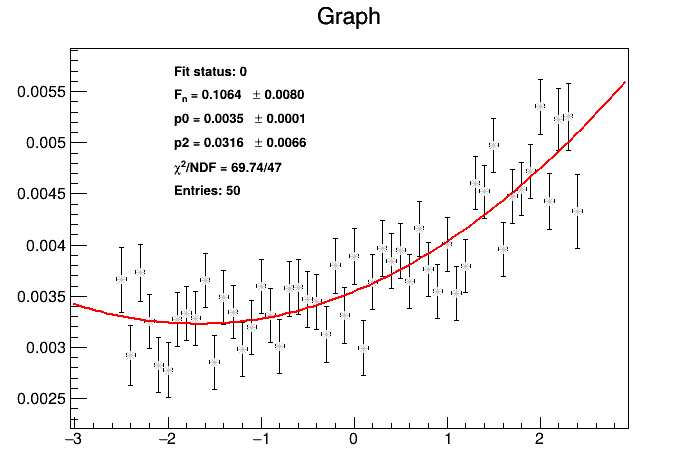 Graph
Fit status: 0
Fn = 0.1064 ± 0.0080
p0 = 0.0035 ± 0.0001
p2 = 0.0316 ± 0.0066
χ²/NDF = 69.74/47
Entries: 50
0.0055
0.005
0.0045
0.004
0.0035
0.003
0.0025
−3 −2 −1 0 1 2